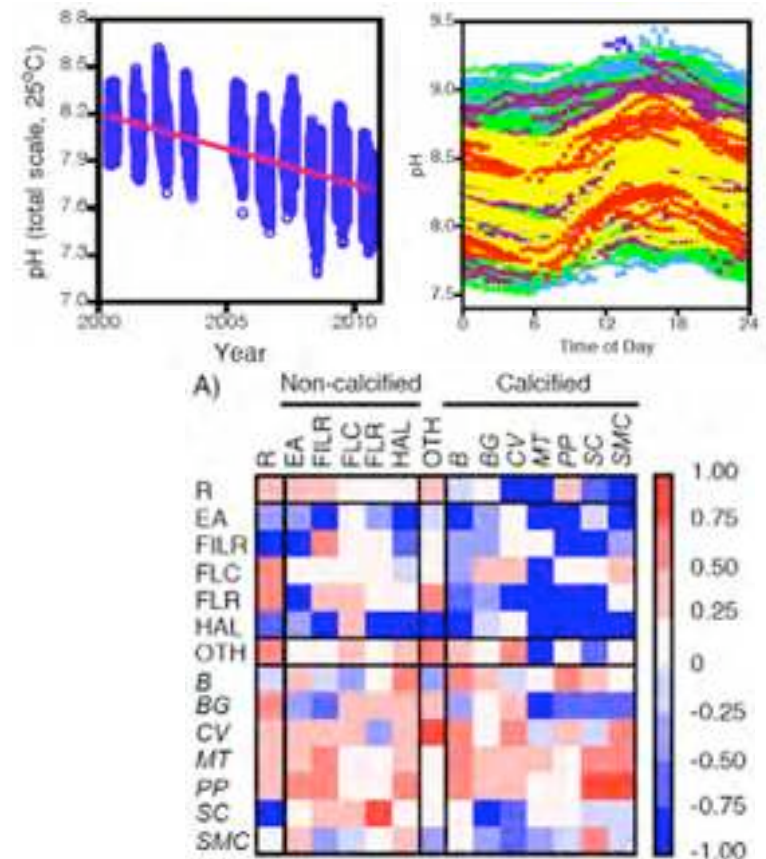 8.8
8.5
8.2
7.9
7.6
7.3
7.0
2000 2005 2010
pH (total scale, 25°C)
Year
9.5
9.0
8.5
8.0
7.5
0 6 12 18 24
pH
Time of Day
A) Non-calcified Calcified
R EA FILR FLC FLR HAL OTH B BG CV MT PP SC SMC
R
EA
FILR
FLC
FLR
HAL
OTH
B
BG
CV
MT
PP
SC
SMC
1.00
0.75
0.50
0.25
0
-0.25
-0.50
-0.75
-1.00